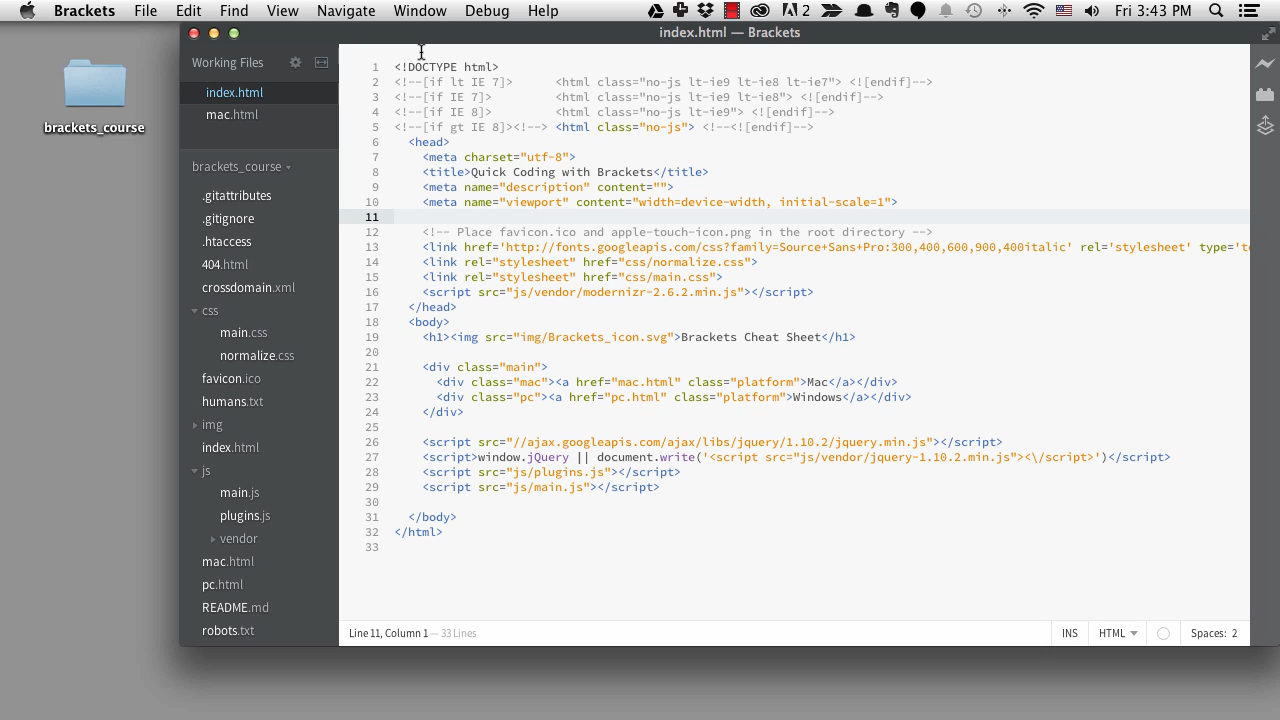 Brackets File Edit Find View Navigate Window Debug Help 2 Fri 3:43 PM
index.html — Brackets
brackets_course
Working Files
index.html
mac.html
brackets_course
.gitattributes
.gitignore
.htaccess
404.html
crossdomain.xml
css
main.css
normalize.css
favicon.ico
humans.txt
img
index.html
js
main.js
plugins.js
vendor
mac.html
pc.html
README.md
robots.txt
1 <!DOCTYPE html>
2 <!--[if lt IE 7]>      <html class="no-js lt-ie9 lt-ie8 lt-ie7"> <![endif]-->
3 <!--[if IE 7]>         <html class="no-js lt-ie9 lt-ie8"> <![endif]-->
4 <!--[if IE 8]>         <html class="no-js lt-ie9"> <![endif]-->
5 <!--[if gt IE 8]><!--> <html class="no-js"> <!--<![endif]-->
6   <head>
7     <meta charset="utf-8">
8     <title>Quick Coding with Brackets</title>
9     <meta name="description" content="">
10     <meta name="viewport" content="width=device-width, initial-scale=1">
11
12     <!-- Place favicon.ico and apple-touch-icon.png in the root directory -->
13     <link href='http://fonts.googleapis.com/css?family=Source+Sans+Pro:300,400,600,900,400italic' rel='stylesheet' type='te
14     <link rel="stylesheet" href="css/normalize.css">
15     <link rel="stylesheet" href="css/main.css">
16     <script src="js/vendor/modernizr-2.6.2.min.js"></script>
17   </head>
18   <body>
19     <h1><img src="img/Brackets_icon.svg">Brackets Cheat Sheet</h1>
20
21     <div class="main">
22       <div class="mac"><a href="mac.html" class="platform">Mac</a></div>
23       <div class="pc"><a href="pc.html" class="platform">Windows</a></div>
24     </div>
25
26     <script src="//ajax.googleapis.com/ajax/libs/jquery/1.10.2/jquery.min.js"></script>
27     <script>window.jQuery || document.write('<script src="js/vendor/jquery-1.10.2.min.js"><\/script>')</script>
28     <script src="js/plugins.js"></script>
29     <script src="js/main.js"></script>
30
31   </body>
32 </html>
33
Line 11, Column 1 — 33 Lines INS HTML Spaces: 2